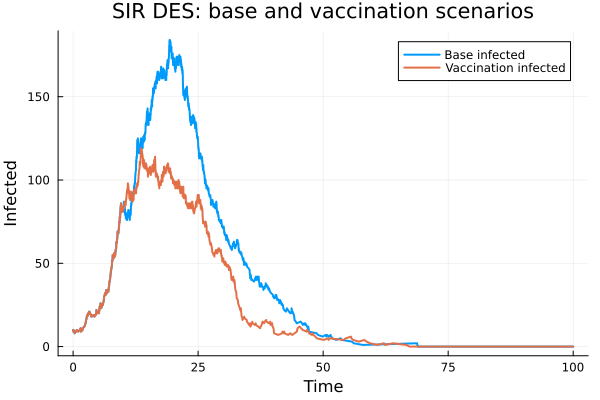 SIR DES: base and vaccination scenarios
Base infected
Vaccination infected
Infected
150
100
50
0
0
25
50
75
100
Time